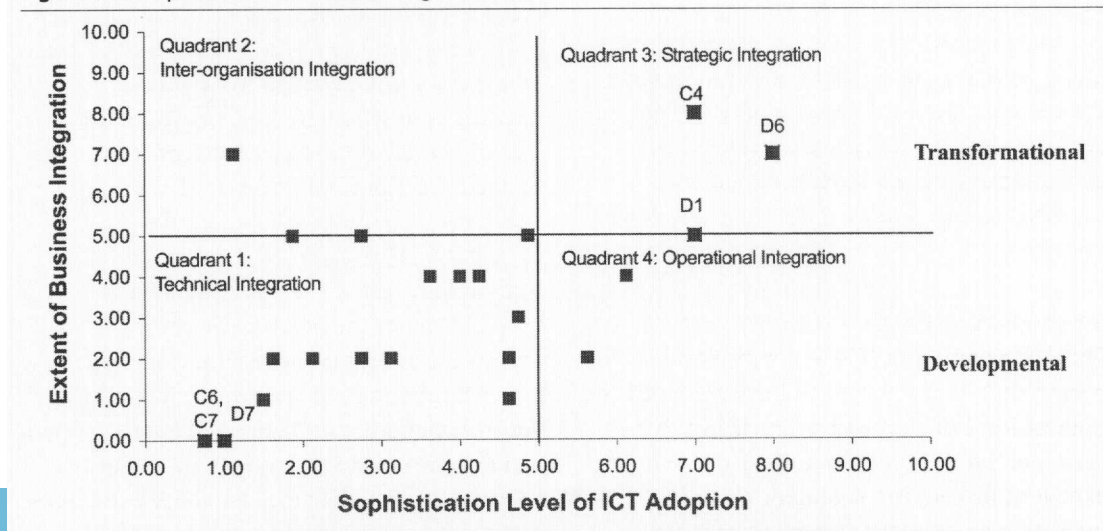 10.00
9.00
8.00
7.00
6.00
5.00
4.00
3.00
2.00
1.00
0.00
Extent of Business Integration
Quadrant 2:
Inter-organisation Integration
Quadrant 3: Strategic Integration
C4
D6
D1
Transformational
Quadrant 1:
Technical Integration
Quadrant 4: Operational Integration
Developmental
C6,
C7
D7
0.00 1.00 2.00 3.00 4.00 5.00 6.00 7.00 8.00 9.00 10.00
Sophistication Level of ICT Adoption